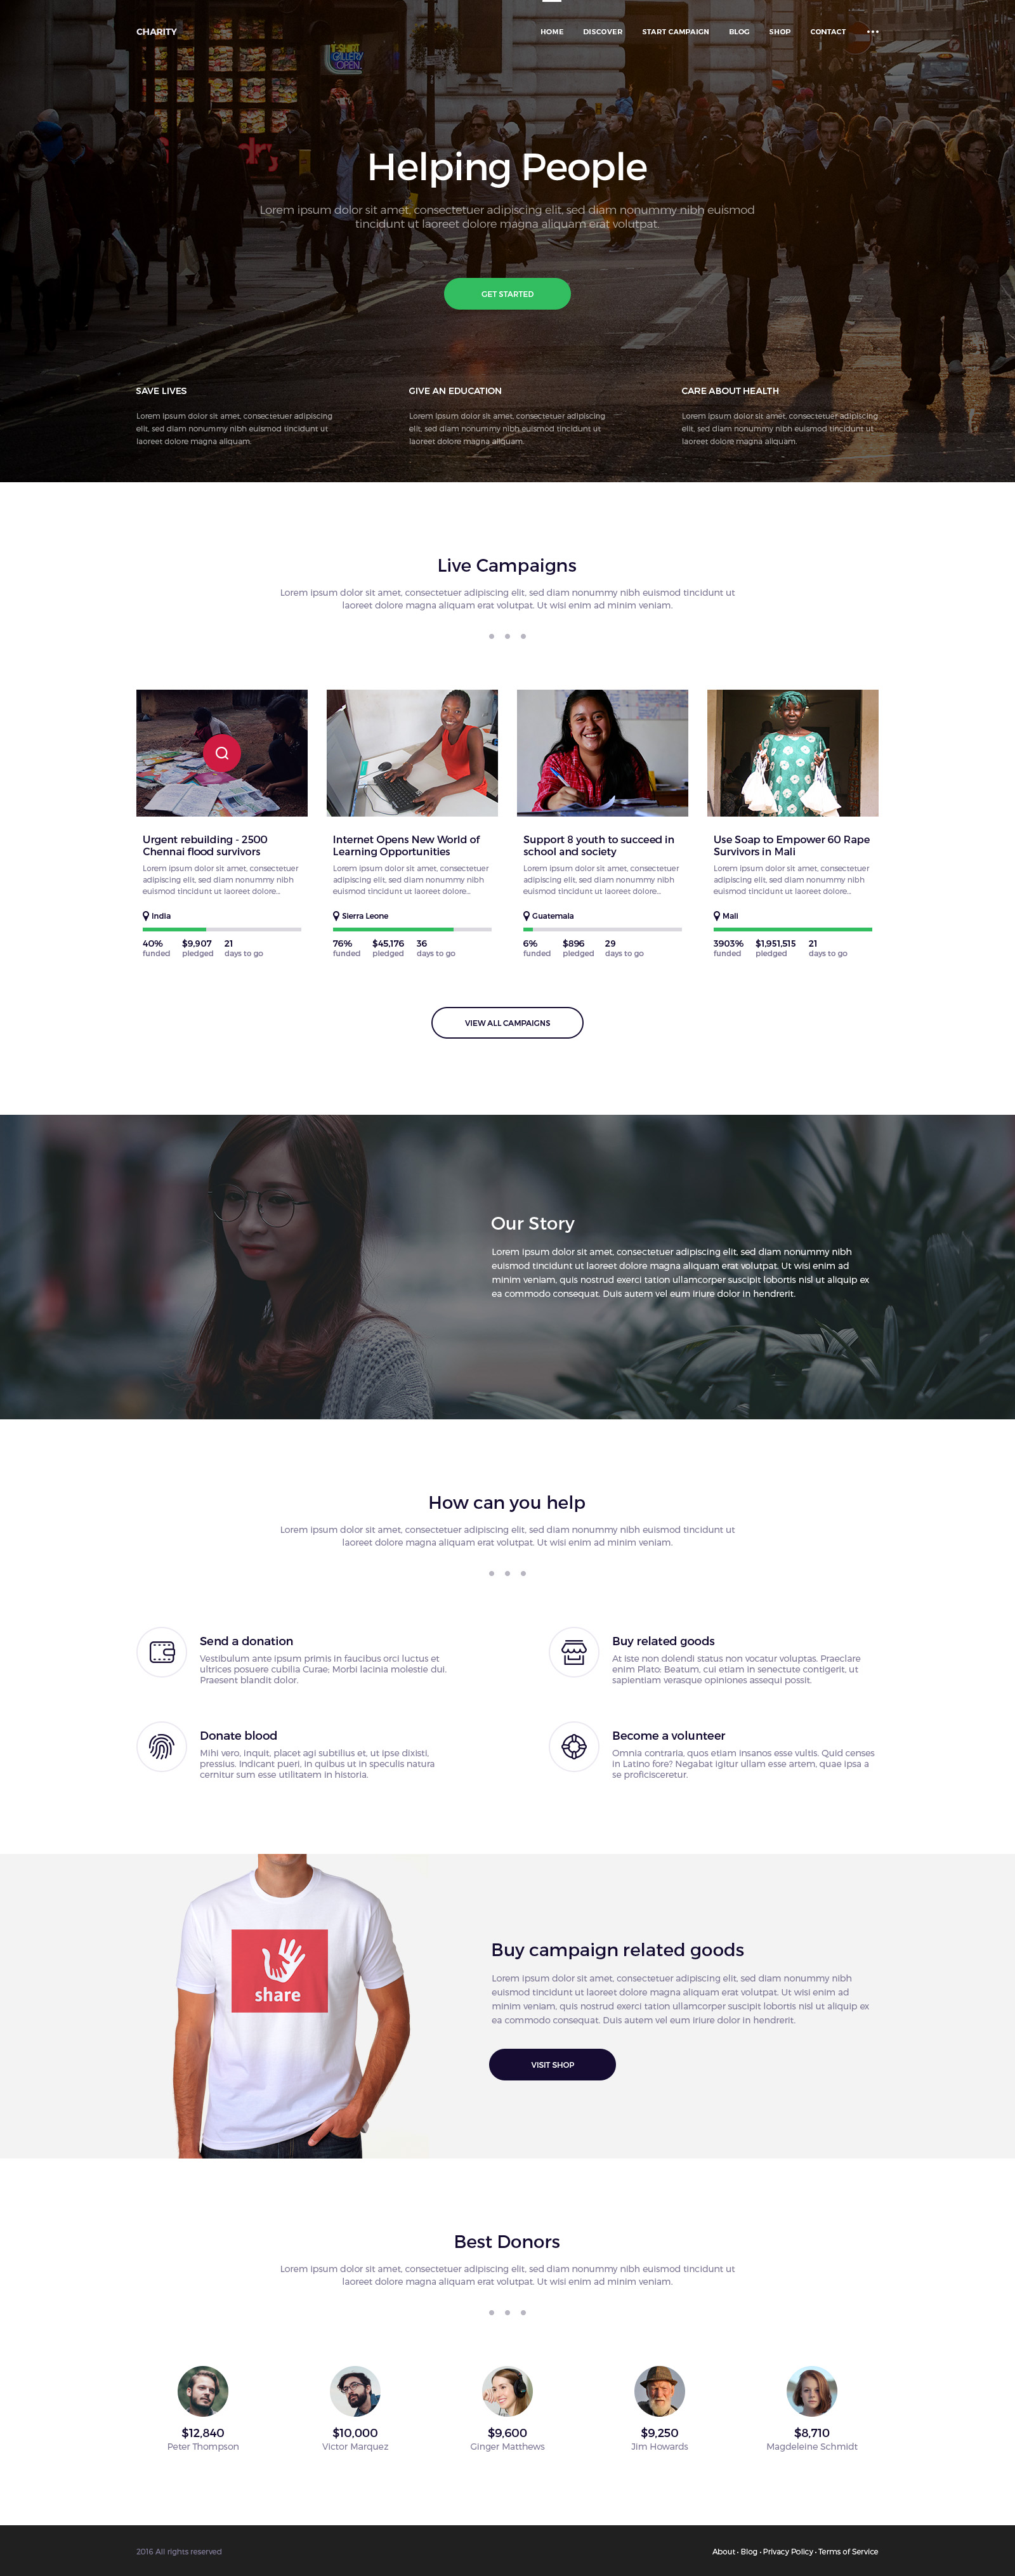 CHARITY
HOME DISCOVER START CAMPAIGN BLOG SHOP CONTACT
T-SHIRT
GALLERY
OPEN
Helping People
Lorem ipsum dolor sit amet, consectetuer adipiscing elit, sed diam nonummy nibh euismod
tincidunt ut laoreet dolore magna aliquam erat volutpat.
GET STARTED
SAVE LIVES
Lorem ipsum dolor sit amet, consectetuer adipiscing
elit, sed diam nonummy nibh euismod tincidunt ut
laoreet dolore magna aliquam.
GIVE AN EDUCATION
Lorem ipsum dolor sit amet, consectetuer adipiscing
elit, sed diam nonummy nibh euismod tincidunt ut
laoreet dolore magna aliquam.
CARE ABOUT HEALTH
Lorem ipsum dolor sit amet, consectetuer adipiscing
elit, sed diam nonummy nibh euismod tincidunt ut
laoreet dolore magna aliquam.
Live Campaigns
Lorem ipsum dolor sit amet, consectetuer adipiscing elit, sed diam nonummy nibh euismod tincidunt ut
laoreet dolore magna aliquam erat volutpat. Ut wisi enim ad minim veniam.
Urgent rebuilding - 2500
Chennai flood survivors
Lorem ipsum dolor sit amet, consectetuer
adipiscing elit, sed diam nonummy nibh
euismod tincidunt ut laoreet dolore...
India
40% $9,907 21
funded pledged days to go
Internet Opens New World of
Learning Opportunities
Lorem ipsum dolor sit amet, consectetuer
adipiscing elit, sed diam nonummy nibh
euismod tincidunt ut laoreet dolore...
Sierra Leone
76% $45,176 36
funded pledged days to go
Support 8 youth to succeed in
school and society
Lorem ipsum dolor sit amet, consectetuer
adipiscing elit, sed diam nonummy nibh
euismod tincidunt ut laoreet dolore...
Guatemala
6% $896 29
funded pledged days to go
Use Soap to Empower 60 Rape
Survivors in Mali
Lorem ipsum dolor sit amet, consectetuer
adipiscing elit, sed diam nonummy nibh
euismod tincidunt ut laoreet dolore...
Mali
3903% $1,951,515 21
funded pledged days to go
VIEW ALL CAMPAIGNS
Our Story
Lorem ipsum dolor sit amet, consectetuer adipiscing elit, sed diam nonummy nibh
euismod tincidunt ut laoreet dolore magna aliquam erat volutpat. Ut wisi enim ad
minim veniam, quis nostrud exerci tation ullamcorper suscipit lobortis nisl ut aliquip ex
ea commodo consequat. Duis autem vel eum iriure dolor in hendrerit.
How can you help
Lorem ipsum dolor sit amet, consectetuer adipiscing elit, sed diam nonummy nibh euismod tincidunt ut
laoreet dolore magna aliquam erat volutpat. Ut wisi enim ad minim veniam.
Send a donation
Vestibulum ante ipsum primis in faucibus orci luctus et
ultrices posuere cubilia Curae; Morbi lacinia molestie dui.
Praesent blandit dolor.
Buy related goods
At iste non dolendi status non vocatur voluptas. Praeclare
enim Plato: Beatum, cui etiam in senectute contigerit, ut
sapientiam verasque opiniones assequi possit.
Donate blood
Mihi vero, inquit, placet agi subtilius et, ut ipse dixisti,
pressius. Indicant pueri, in quibus ut in speculis natura
cernitur sum esse utilitatem in historia.
Become a volunteer
Omnia contraria, quos etiam insanos esse vultis. Quid censes
in Latino fore? Negabat igitur ullam esse artem, quae ipsa a
se proficisceretur.
share
Buy campaign related goods
Lorem ipsum dolor sit amet, consectetuer adipiscing elit, sed diam nonummy nibh
euismod tincidunt ut laoreet dolore magna aliquam erat volutpat. Ut wisi enim ad
minim veniam, quis nostrud exerci tation ullamcorper suscipit lobortis nisl ut aliquip ex
ea commodo consequat. Duis autem vel eum iriure dolor in hendrerit.
VISIT SHOP
Best Donors
Lorem ipsum dolor sit amet, consectetuer adipiscing elit, sed diam nonummy nibh euismod tincidunt ut
laoreet dolore magna aliquam erat volutpat. Ut wisi enim ad minim veniam.
$12,840
Peter Thompson
$10,000
Victor Marquez
$9,600
Ginger Matthews
$9,250
Jim Howards
$8,710
Magdeleine Schmidt
2016 All rights reserved
About • Blog • Privacy Policy • Terms of Service